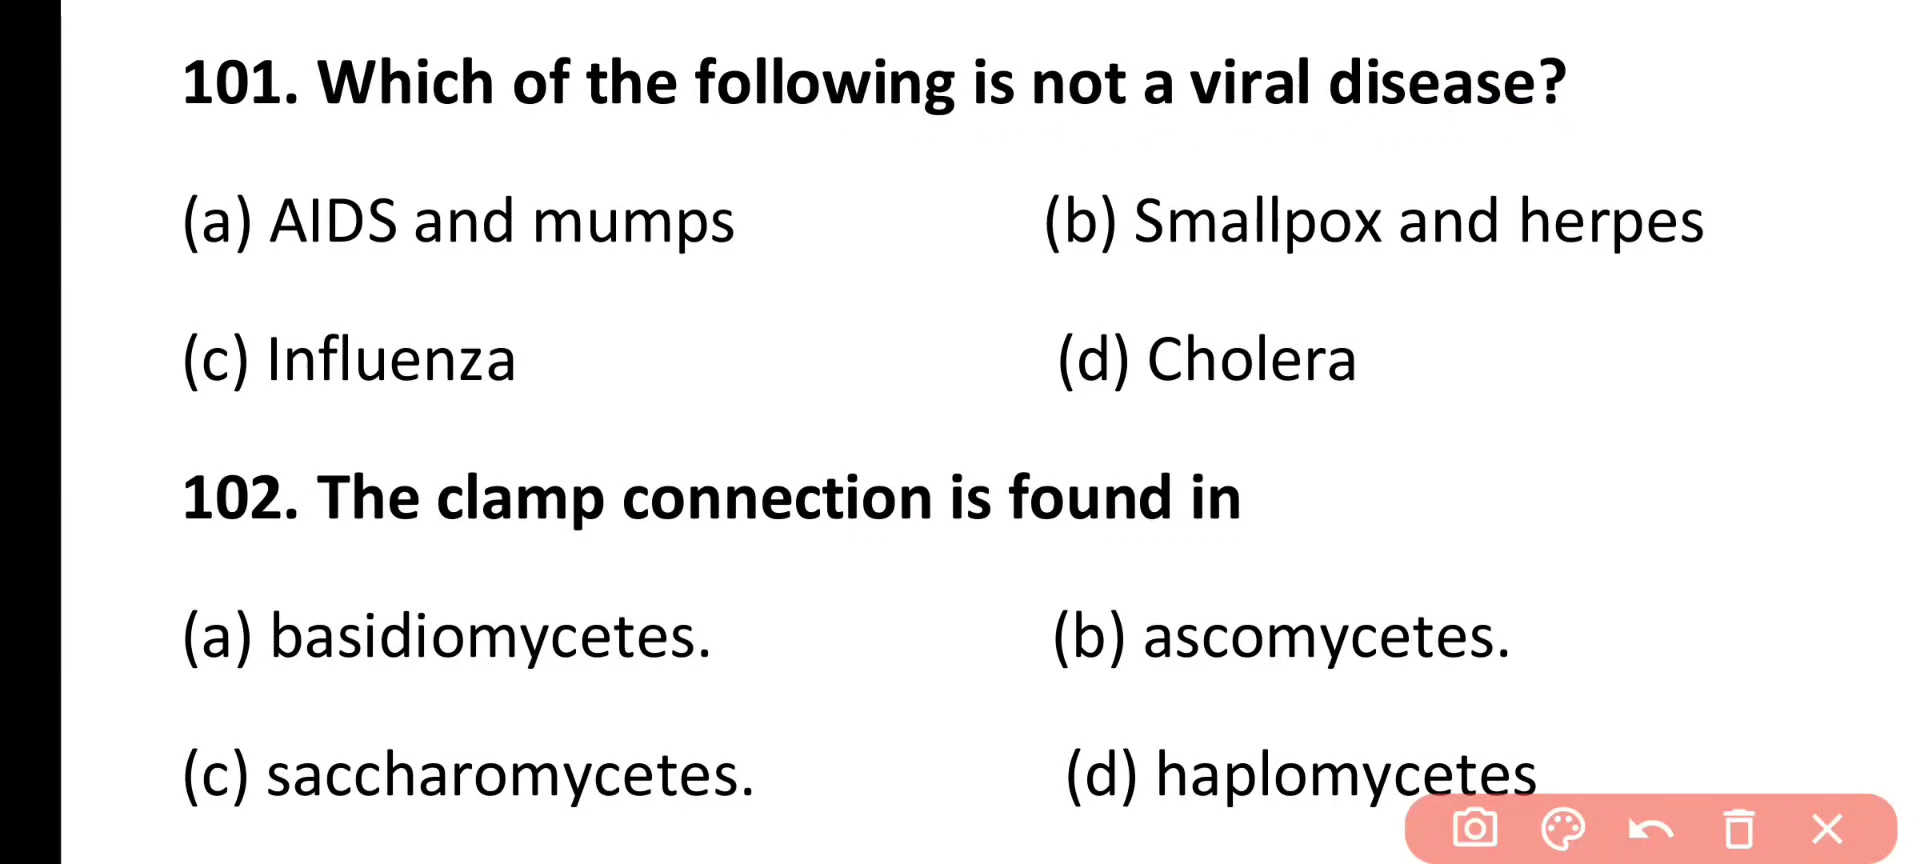 101. Which of the following is not a viral disease?
(a) AIDS and mumps (b) Smallpox and herpes
(c) Influenza (d) Cholera
102. The clamp connection is found in
(a) basidiomycetes. (b) ascomycetes.
(c) saccharomycetes. (d) haplomycetes